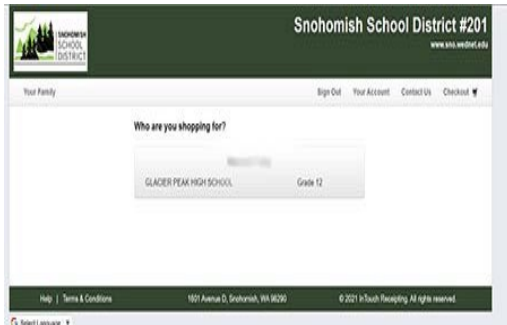 Snohomish School District #201
www.sno.wednet.edu
SNOHOMISH
SCHOOL
DISTRICT
Your Family
Sign Out Your Account Contact Us Checkout
Who are you shopping for?
GLACIER PEAK HIGH SCHOOL Grade 12
Help | Terms & Conditions 1601 Avenue D, Snohomish, WA 98290 © 2021 InTouch Receipting. All rights reserved.
Select Language ▼